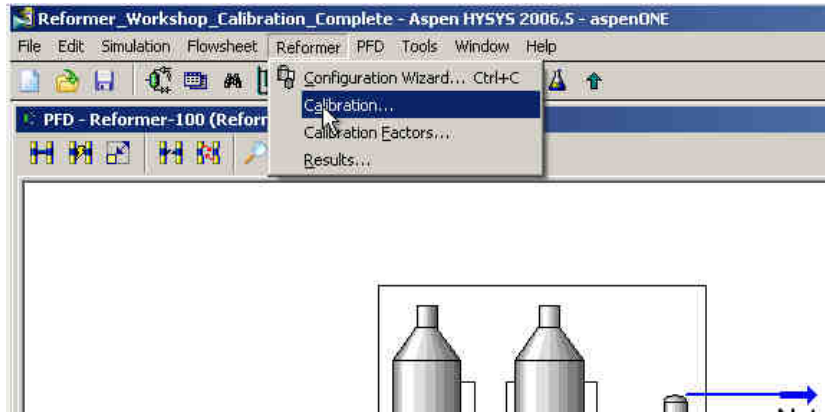 Reformer_Workshop_Calibration_Complete - Aspen HYSYS 2006.5 - aspenONE
File Edit Simulation Flowsheet Reformer PFD Tools Window Help
Configuration Wizard... Ctrl+C
Calibration...
PFD - Reformer-100 (Reform
Calibration Factors...
Results...